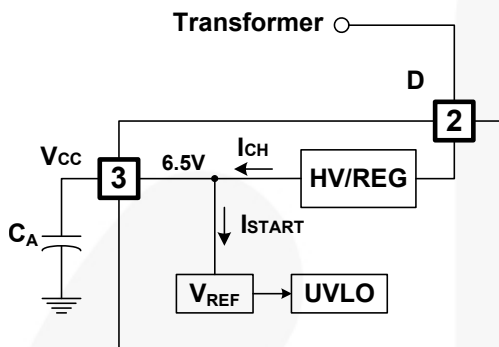 Transformer
D
2
VCC
3
6.5V
ICH
HV/REG
CA
ISTART
VREF
UVLO